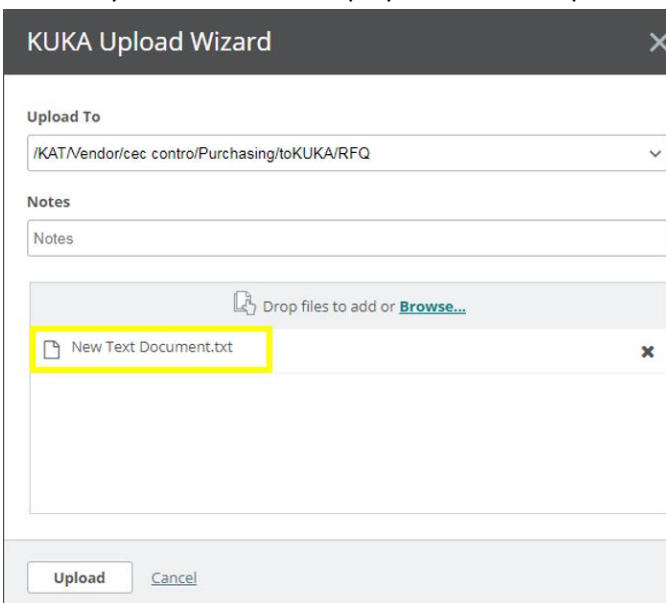 KUKA Upload Wizard
Upload To
/KAT/Vendor/cec contro/Purchasing/toKUKA/RFQ
Notes
Notes
Drop files to add or Browse...
New Text Document.txt
Upload Cancel